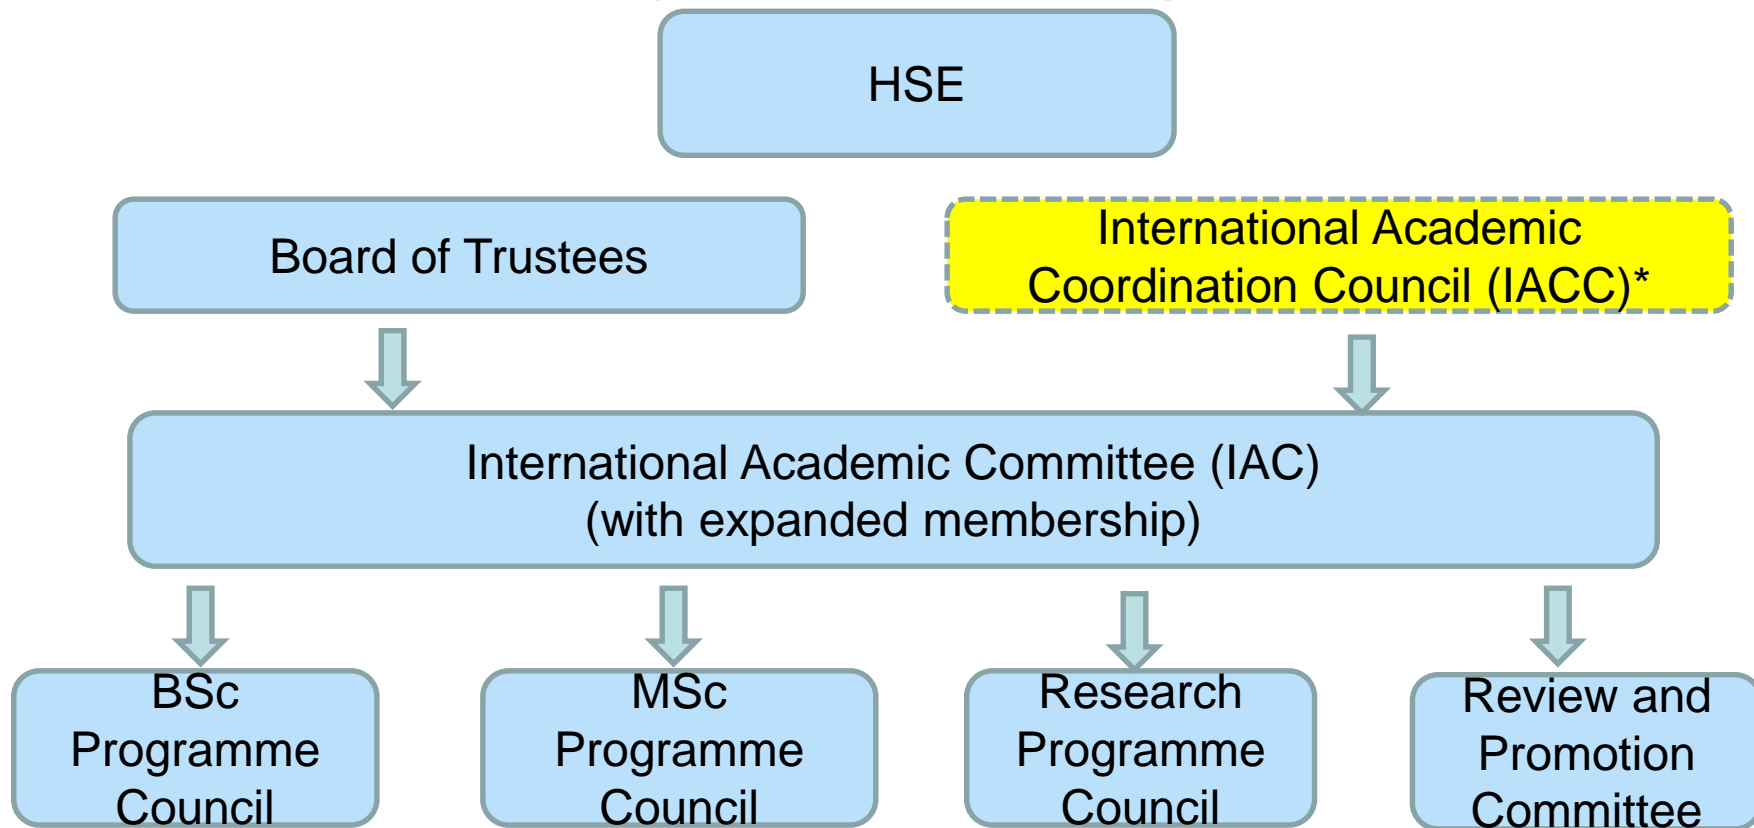 HSE
Board of Trustees
International Academic
Coordination Council (IACC)*
International Academic Committee (IAC)
(with expanded membership)
BSc
Programme
Council
MSc
Programme
Council
Research
Programme
Council
Review and
Promotion
Committee